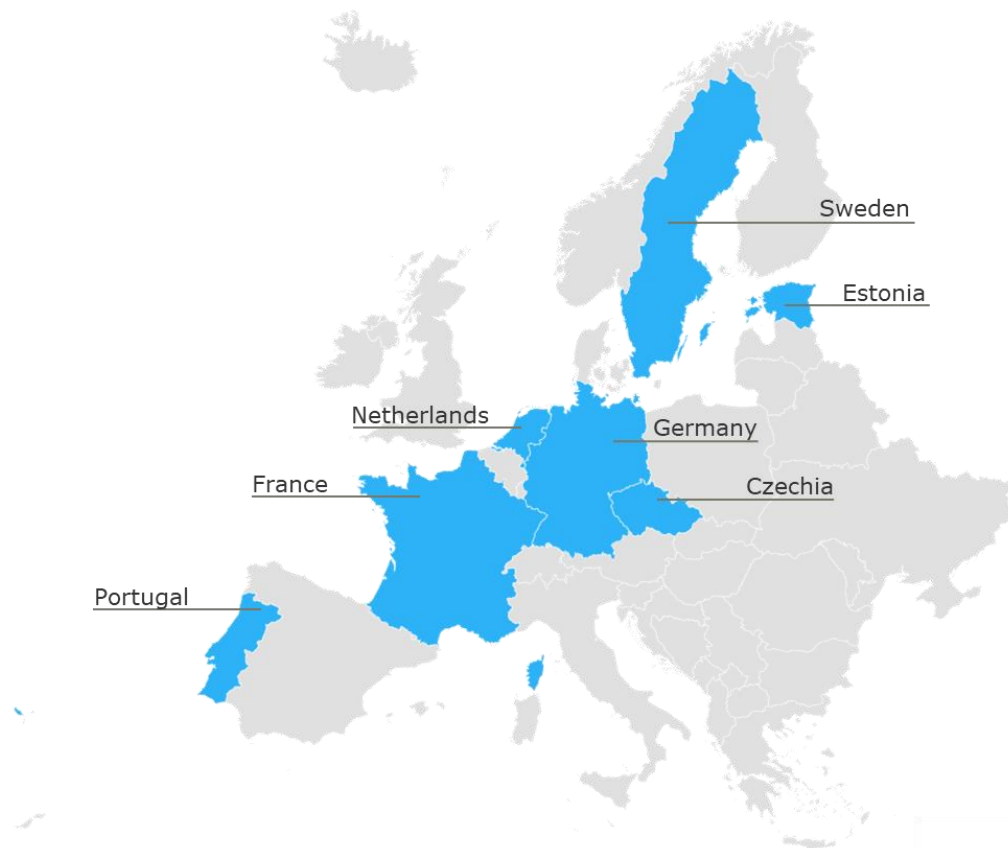 Sweden
Estonia
Netherlands
Germany
France
Czechia
Portugal